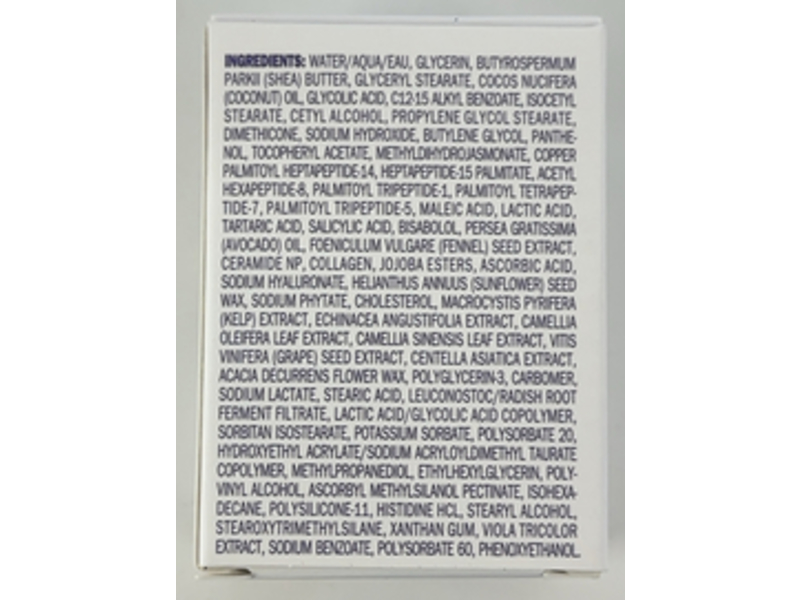 INGREDIENTS: WATER/AQUA/EAU, GLYCERIN, BUTYROSPERMUM
PARKII (SHEA) BUTTER, GLYCERYL STEARATE, COCOS NUCIFERA
(COCONUT) OIL, GLYCOLIC ACID, C12-15 ALKYL BENZOATE, ISOCETYL
STEARATE, CETYL ALCOHOL, PROPYLENE GLYCOL STEARATE,
DIMETHICONE, SODIUM HYDROXIDE, BUTYLENE GLYCOL, PANTHE-
NOL, TOCOPHERYL ACETATE, METHYLDIHYDROJASMONATE, COPPER
PALMITOYL HEPTAPEPTIDE-14, HEPTAPEPTIDE-15 PALMITATE, ACETYL
HEXAPEPTIDE-8, PALMITOYL TRIPEPTIDE-1, PALMITOYL TETRAPEP-
TIDE-7, PALMITOYL TRIPEPTIDE-5, MALEIC ACID, LACTIC ACID,
TARTARIC ACID, SALICYLIC ACID, BISABOLOL, PERSEA GRATISSIMA
(AVOCADO) OIL, FOENICULUM VULGARE (FENNEL) SEED EXTRACT,
CERAMIDE NP, COLLAGEN, JOJOBA ESTERS, ASCORBIC ACID,
SODIUM HYALURONATE, HELIANTHUS ANNUUS (SUNFLOWER) SEED
WAX, SODIUM PHYTATE, CHOLESTEROL, MACROCYSTIS PYRIFERA
(KELP) EXTRACT, ECHINACEA ANGUSTIFOLIA EXTRACT, CAMELLIA
OLEIFERA LEAF EXTRACT, CAMELLIA SINENSIS LEAF EXTRACT, VITIS
VINIFERA (GRAPE) SEED EXTRACT, CENTELLA ASIATICA EXTRACT,
ACACIA DECURRENS FLOWER WAX, POLYGLYCERIN-3, CARBOMER,
SODIUM LACTATE, STEARIC ACID, LEUCONOSTOC/RADISH ROOT
FERMENT FILTRATE, LACTIC ACID/GLYCOLIC ACID COPOLYMER,
SORBITAN ISOSTEARATE, POTASSIUM SORBATE, POLYSORBATE 20,
HYDROXYETHYL ACRYLATE/SODIUM ACRYLOYLDIMETHYL TAURATE
COPOLYMER, METHYLPROPANEDIOL, ETHYLHEXYLGLYCERIN, POLY-
VINYL ALCOHOL, ASCORBYL METHYLSILANOL PECTINATE, ISOHEXA-
DECANE, POLYSILICONE-11, HISTIDINE HCL, STEARYL ALCOHOL,
STEAROXYTRIMETHYLSILANE, XANTHAN GUM, VIOLA TRICOLOR
EXTRACT, SODIUM BENZOATE, POLYSORBATE 60, PHENOXYETHANOL.